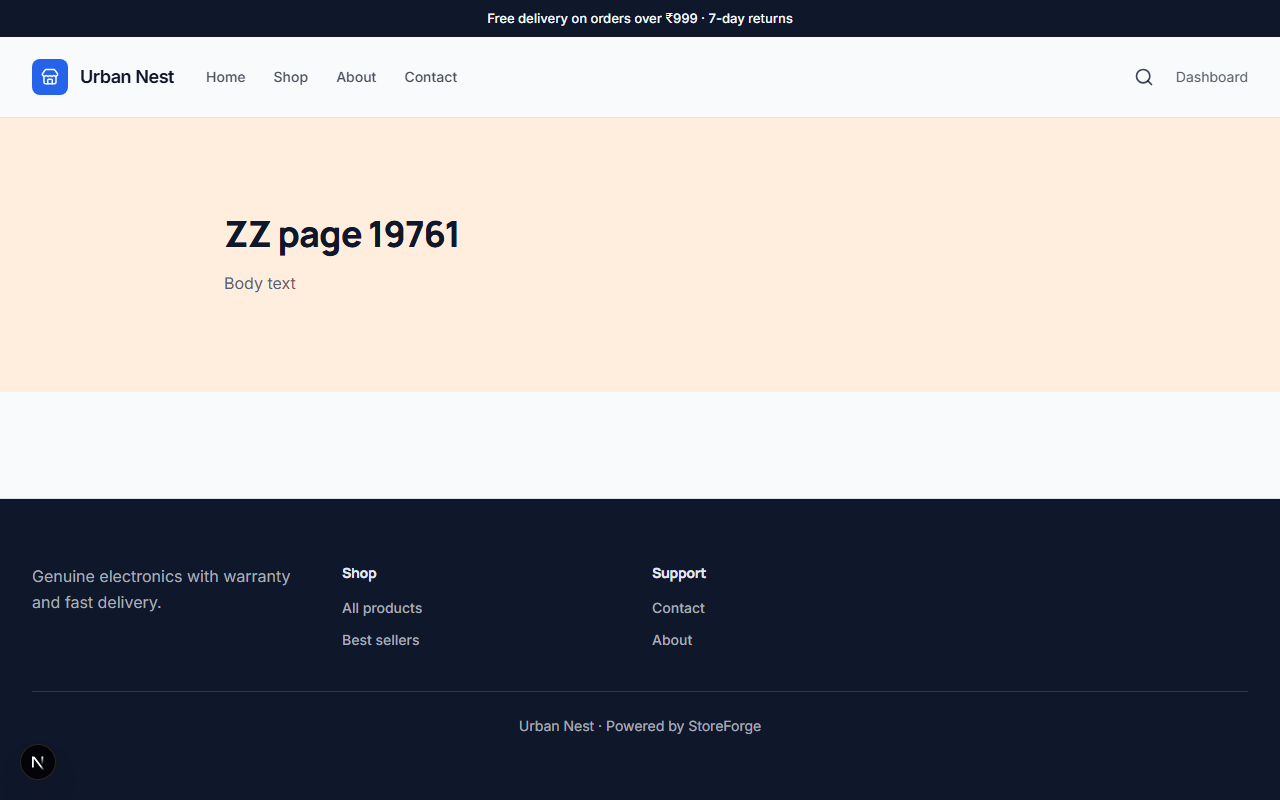 Free delivery on orders over ₹999 · 7-day returns
Urban Nest
Home
Shop
About
Contact
Dashboard
ZZ page 19761
Body text
Genuine electronics with warranty
and fast delivery.
Shop
All products
Best sellers
Support
Contact
About
Urban Nest · Powered by StoreForge
N